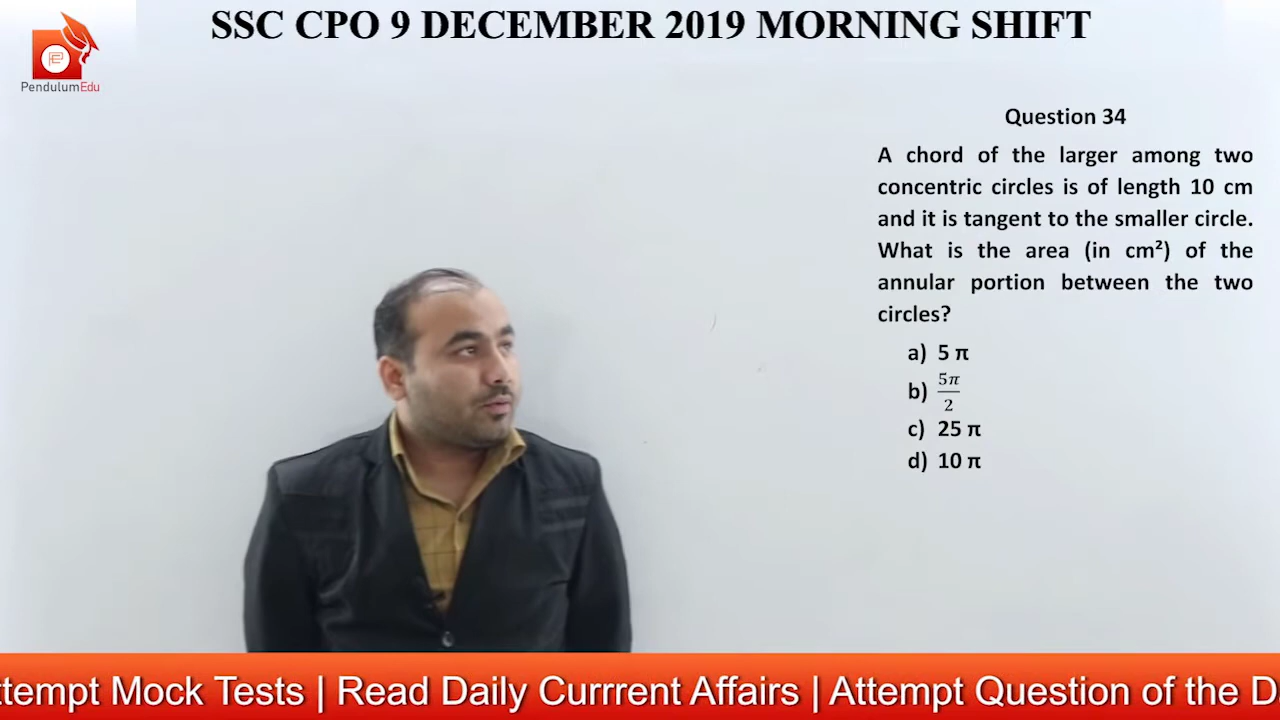 SSC CPO 9 DECEMBER 2019 MORNING SHIFT
PendulumEdu
Question 34
A chord of the larger among two
concentric circles is of length 10 cm
and it is tangent to the smaller circle.
What is the area (in cm²) of the
annular portion between the two
circles?
a) 5 π
b) 5π/2
c) 25 π
d) 10 π
ttempt Mock Tests | Read Daily Currrent Affairs | Attempt Question of the D